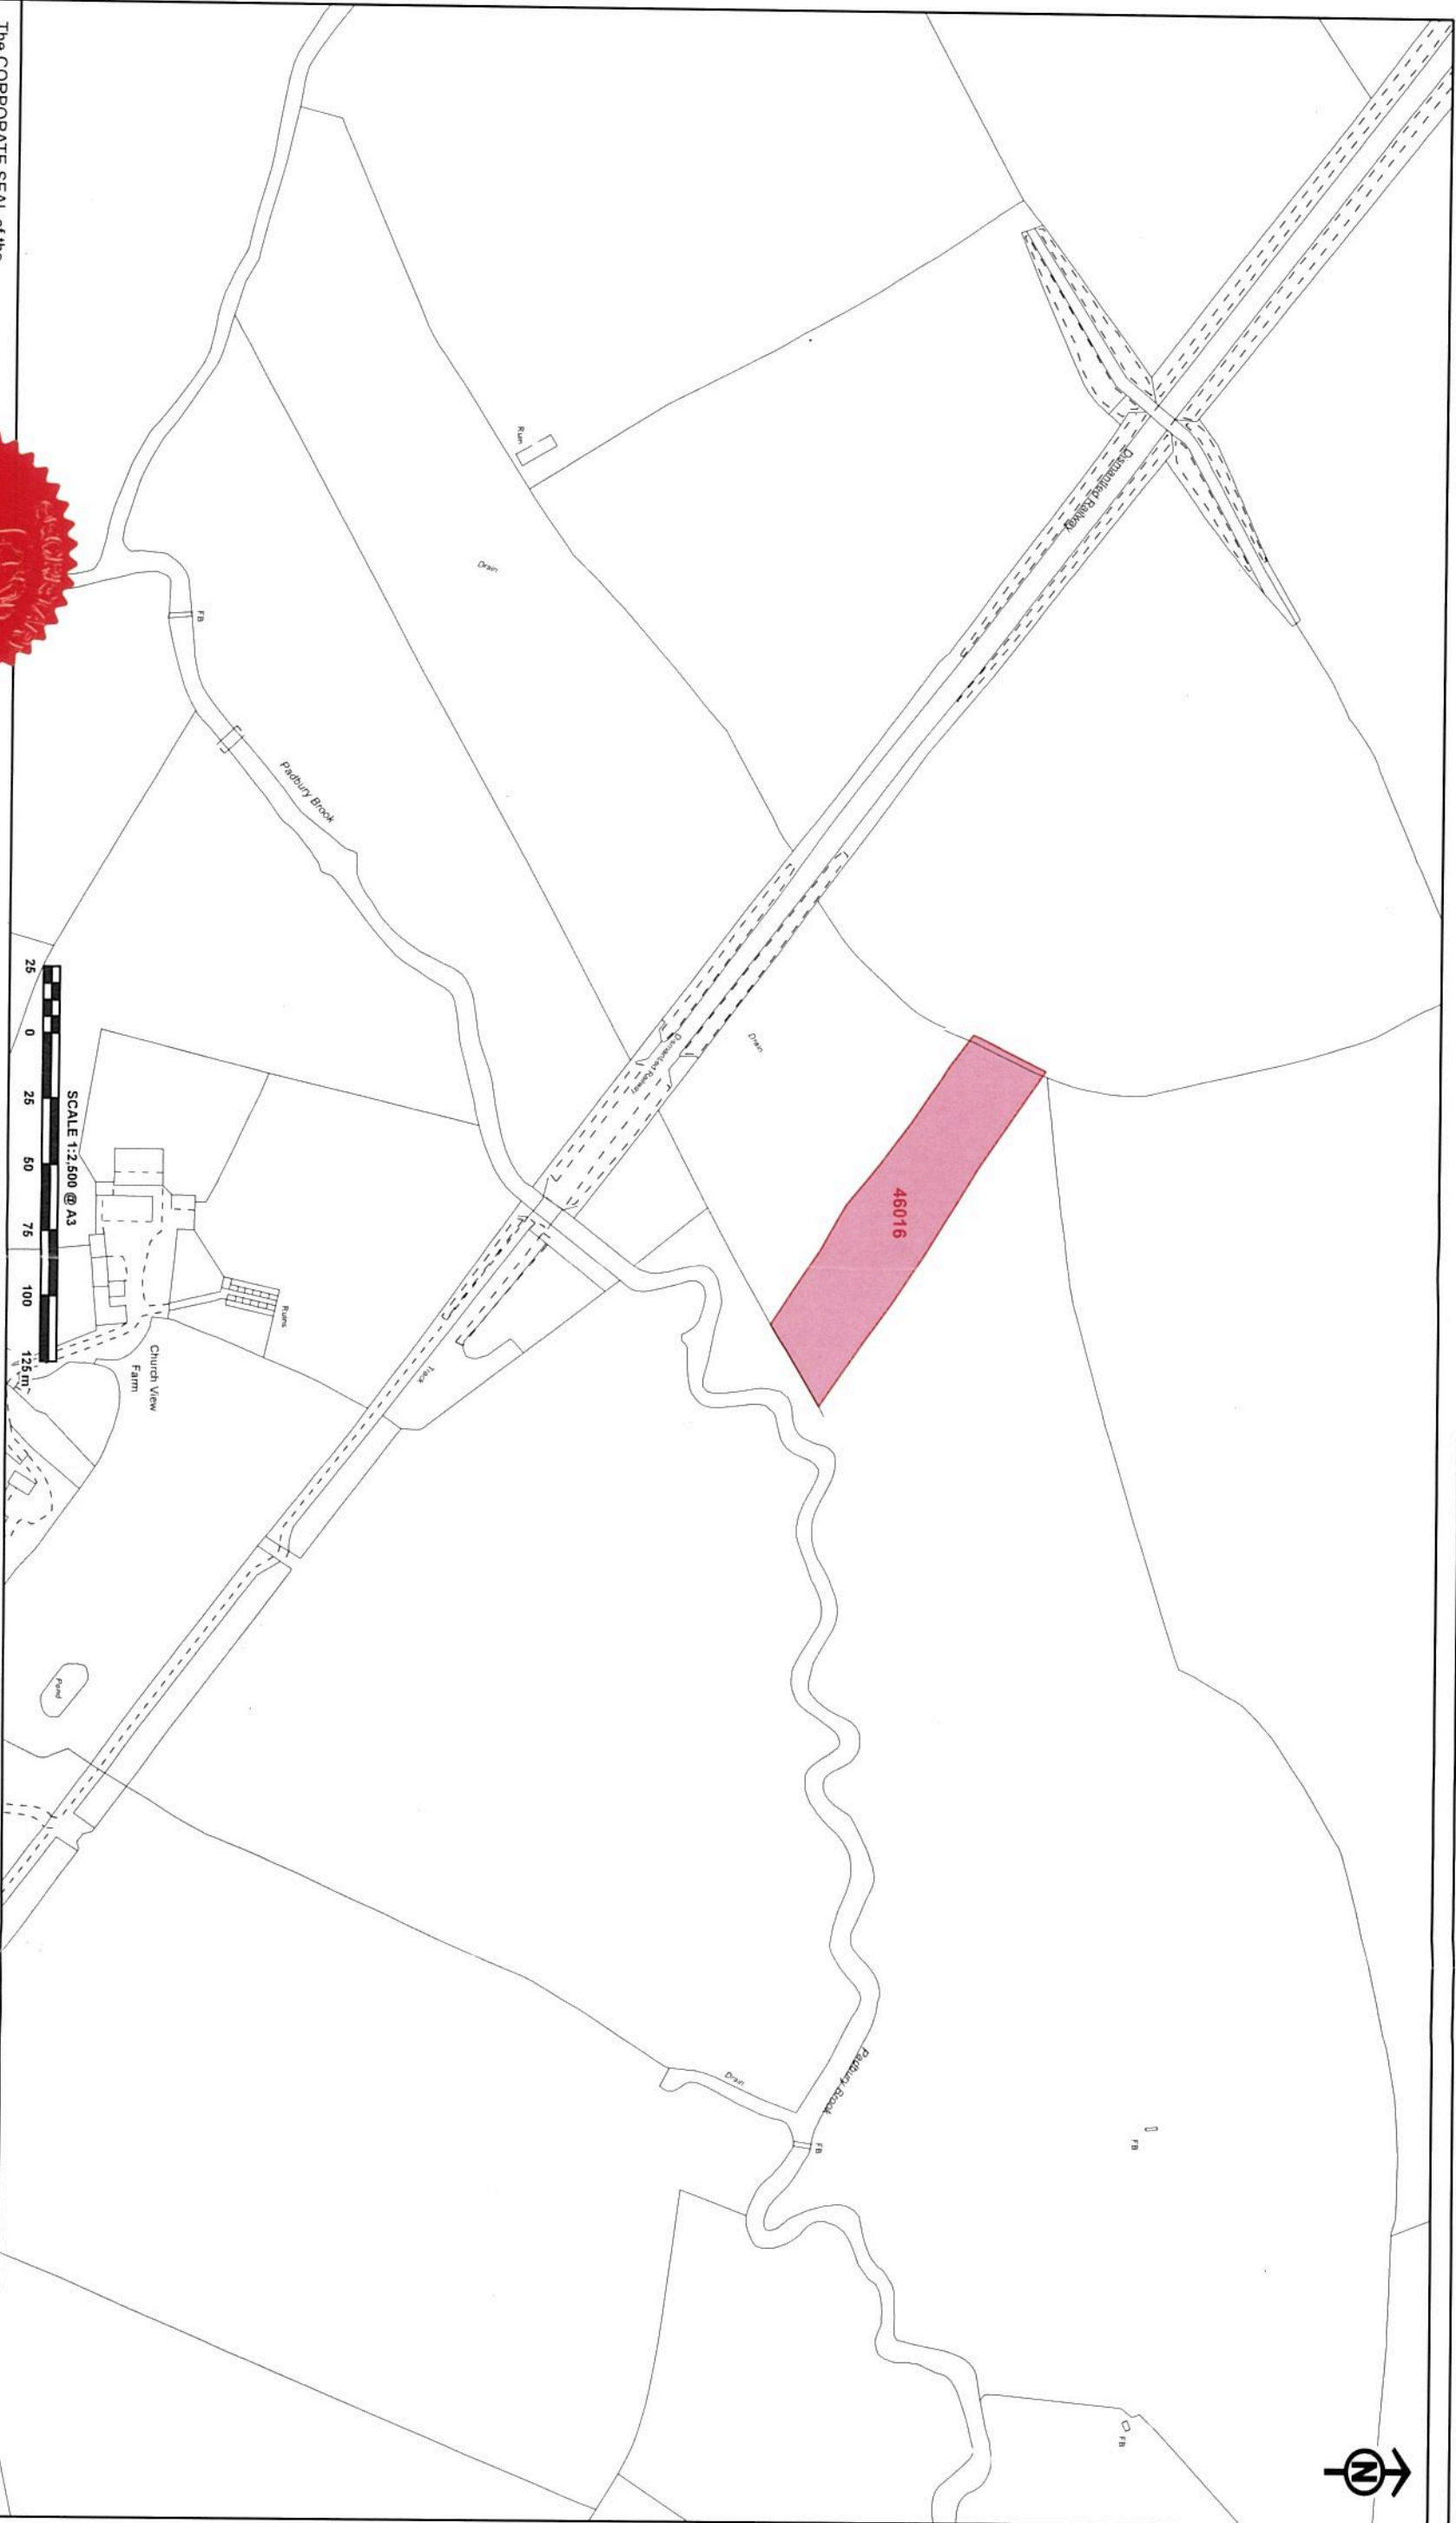 Dismantled Railway
46016
Drain
Dismantled Railway
Ruin
Drain
FB
Padbury Brook
Track
Ruins
Church View
Farm
Pond
Drain
Padbury Brook
FB
FB
FB
N
SCALE 1:2,500 @ A3
25 0 25 50 75 100 125 m
The CORPORATE SEAL of the